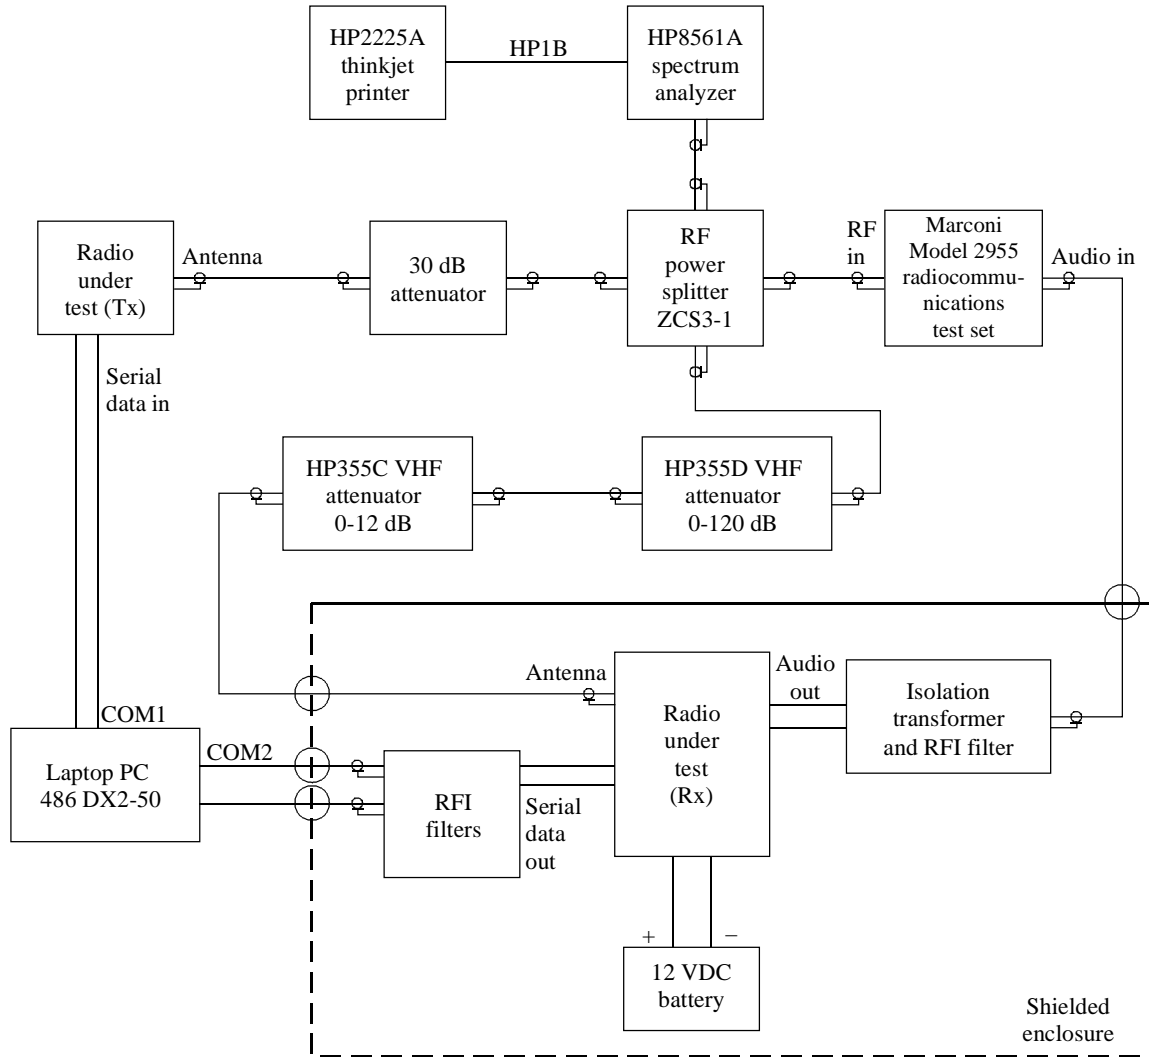 HP2225A
thinkjet
printer
HP1B
HP8561A
spectrum
analyzer
Radio
under
test (Tx)
Antenna
30 dB
attenuator
RF
power
splitter
ZCS3-1
RF
in
Marconi
Model 2955
radiocommu-
nications
test set
Audio in
Serial
data in
HP355C VHF
attenuator
0-12 dB
HP355D VHF
attenuator
0-120 dB
Antenna
Radio
under
test
(Rx)
Audio
out
Isolation
transformer
and RFI filter
COM1
Laptop PC
486 DX2-50
COM2
RFI
filters
Serial
data
out
+
−
12 VDC
battery
Shielded
enclosure